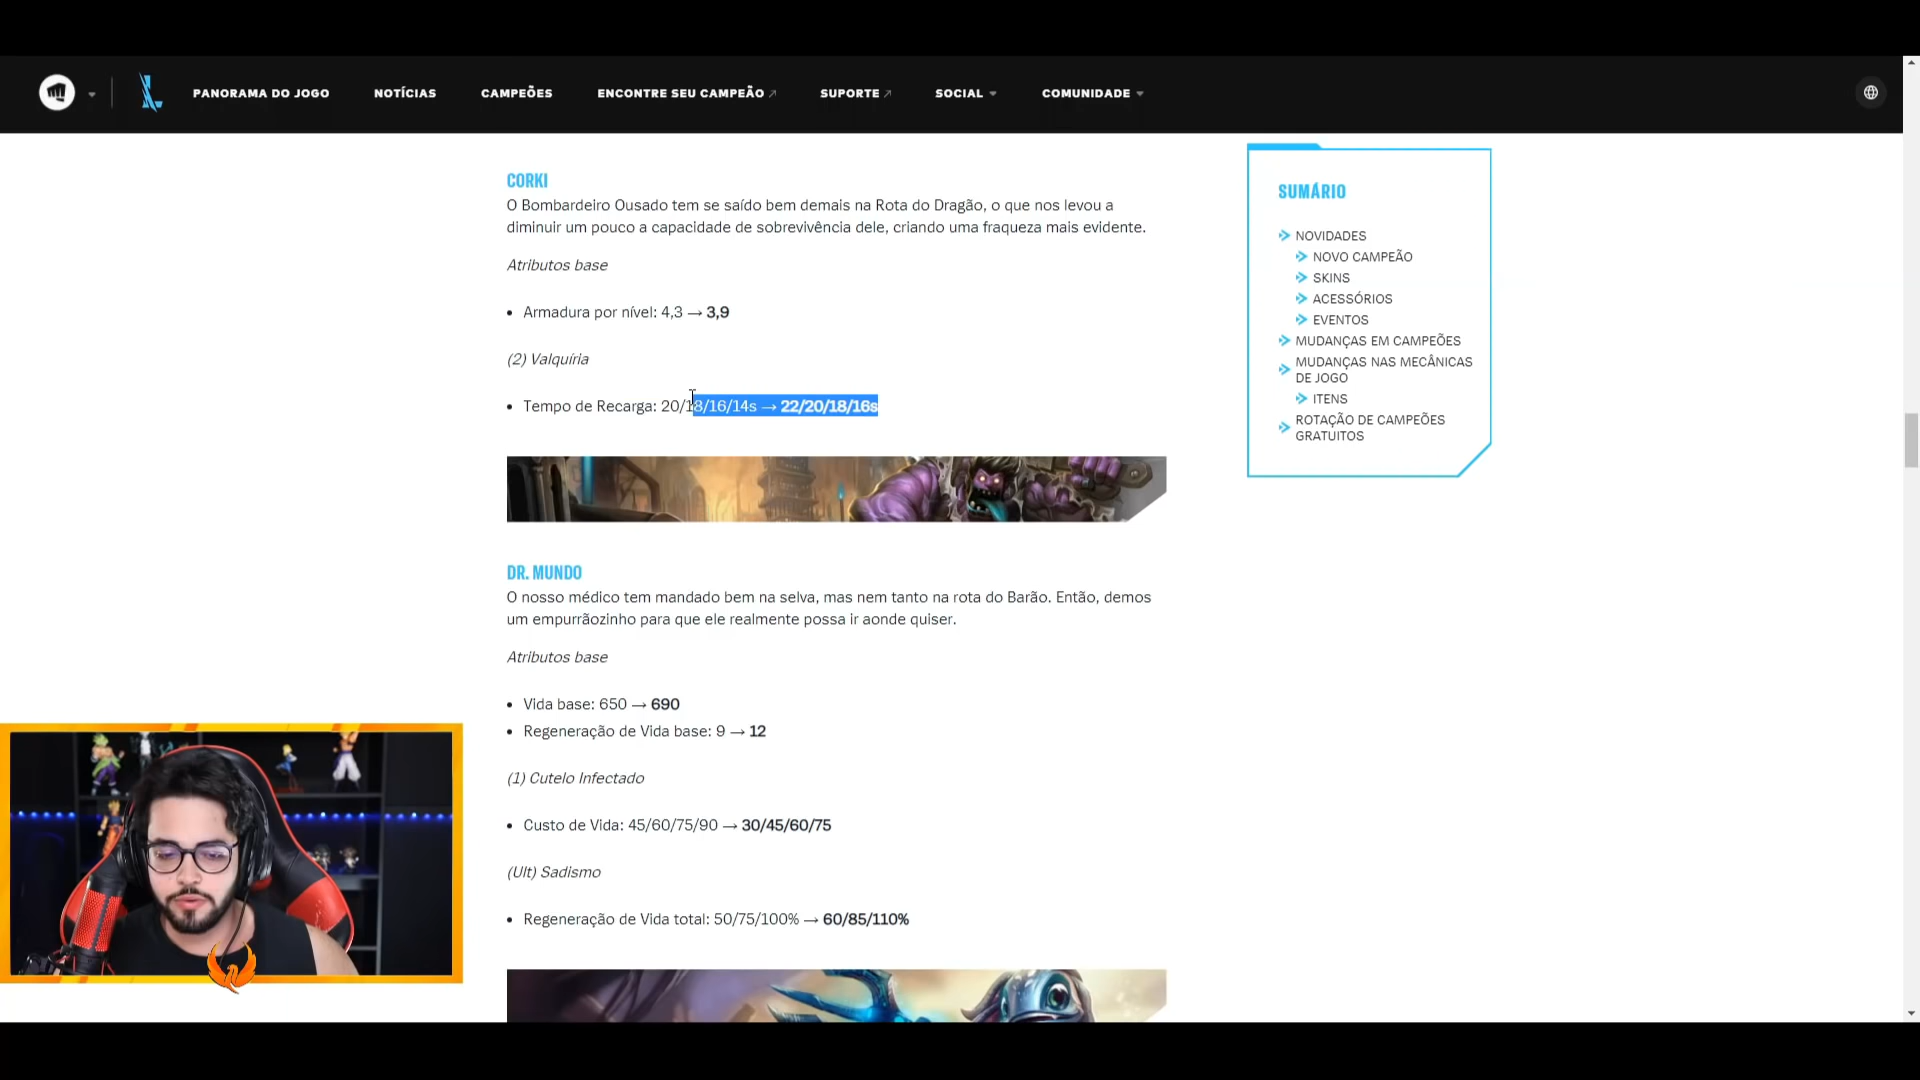 PANORAMA DO JOGO
NOTÍCIAS
CAMPEÕES
ENCONTRE SEU CAMPEÃO
SUPORTE
SOCIAL
COMUNIDADE
CORKI
O Bombardeiro Ousado tem se saído bem demais na Rota do Dragão, o que nos levou a
diminuir um pouco a capacidade de sobrevivência dele, criando uma fraqueza mais evidente.
Atributos base
• Armadura por nível: 4,3 → 3,9
(2) Valquíria
• Tempo de Recarga: 20/18/16/14s → 22/20/18/16s
DR. MUNDO
O nosso médico tem mandado bem na selva, mas nem tanto na rota do Barão. Então, demos
um empurrãozinho para que ele realmente possa ir aonde quiser.
Atributos base
• Vida base: 650 → 690
• Regeneração de Vida base: 9 → 12
(1) Cutelo Infectado
• Custo de Vida: 45/60/75/90 → 30/45/60/75
(Ult) Sadismo
• Regeneração de Vida total: 50/75/100% → 60/85/110%
SUMÁRIO
NOVIDADES
NOVO CAMPEÃO
SKINS
ACESSÓRIOS
EVENTOS
MUDANÇAS EM CAMPEÕES
MUDANÇAS NAS MECÂNICAS
DE JOGO
ITENS
ROTAÇÃO DE CAMPEÕES
GRATUITOS